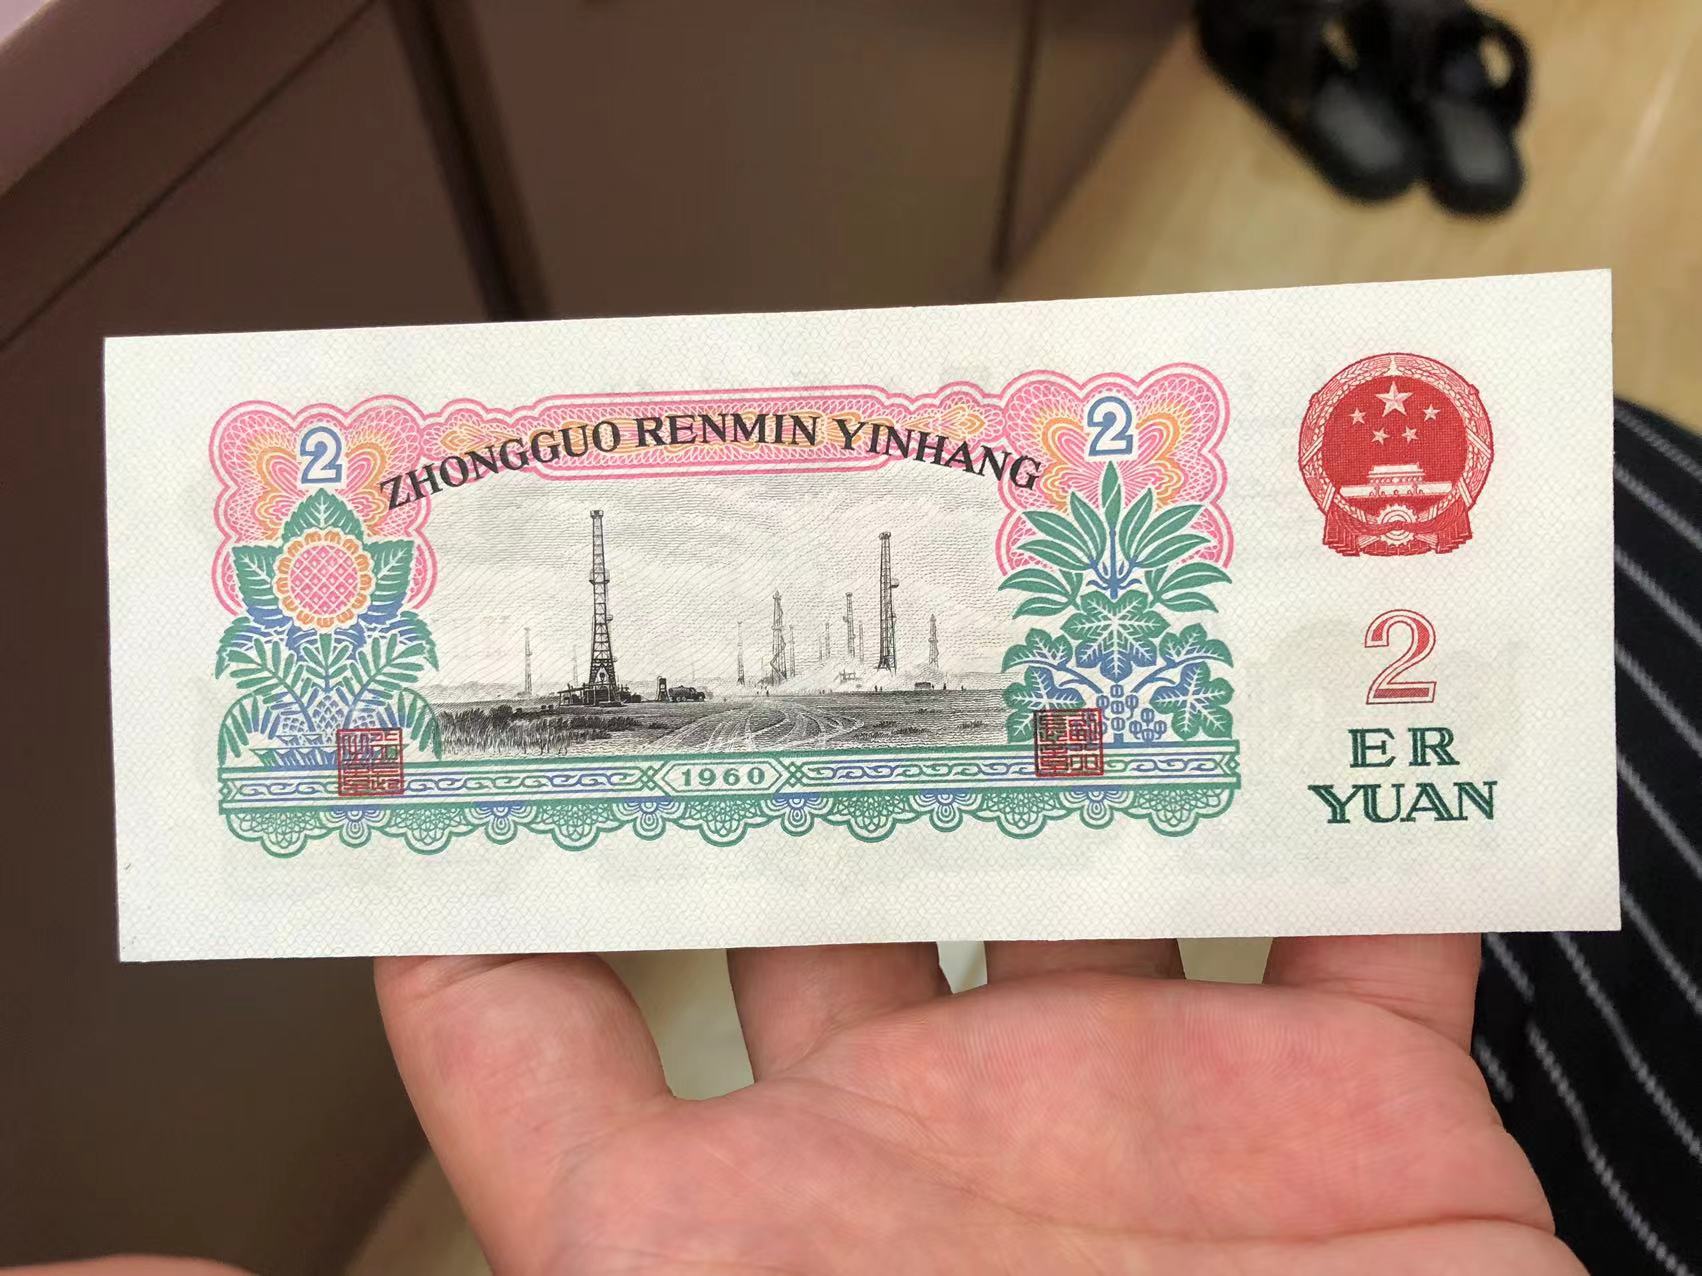 2
2
ZHONGGUO RENMIN YINHANG
1960
2
ER
YUAN